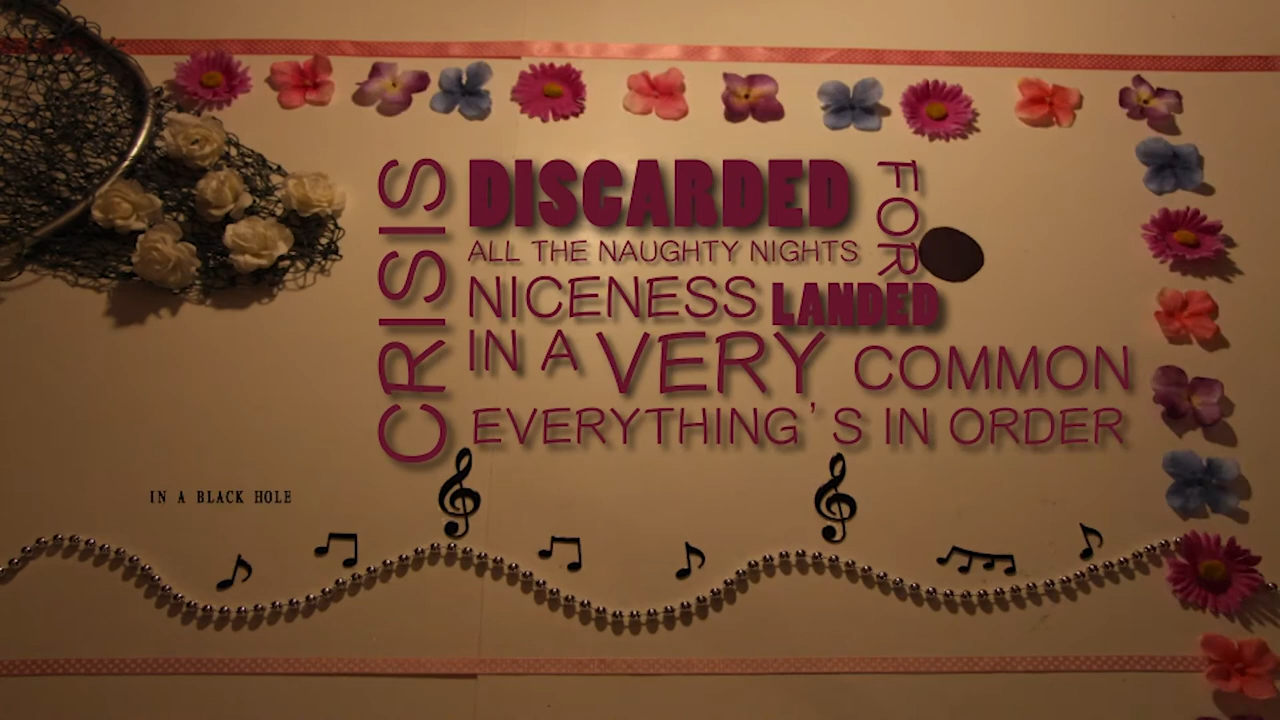 CRISIS
DISCARDED
FOR
ALL THE NAUGHTY NIGHTS
NICENESS LANDED
IN A VERY COMMON
EVERYTHING'S IN ORDER
IN A BLACK HOLE